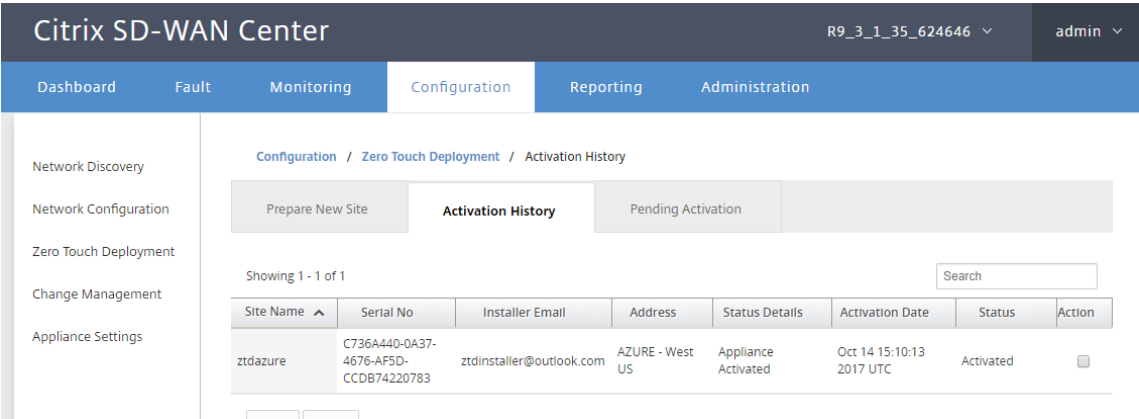 Citrix SD-WAN Center
R9_3_1_35_624646
admin
Dashboard Fault Monitoring Configuration Reporting Administration
Network Discovery
Network Configuration
Zero Touch Deployment
Change Management
Appliance Settings
Configuration / Zero Touch Deployment / Activation History
Prepare New Site Activation History Pending Activation
Showing 1 - 1 of 1
Search
Site Name Serial No Installer Email Address Status Details Activation Date Status Action
ztdazure
C736A440-0A37-
4676-AF5D-
CCDB74220783
ztdinstaller@outlook.com
AZURE - West
US
Appliance
Activated
Oct 14 15:10:13
2017 UTC
Activated